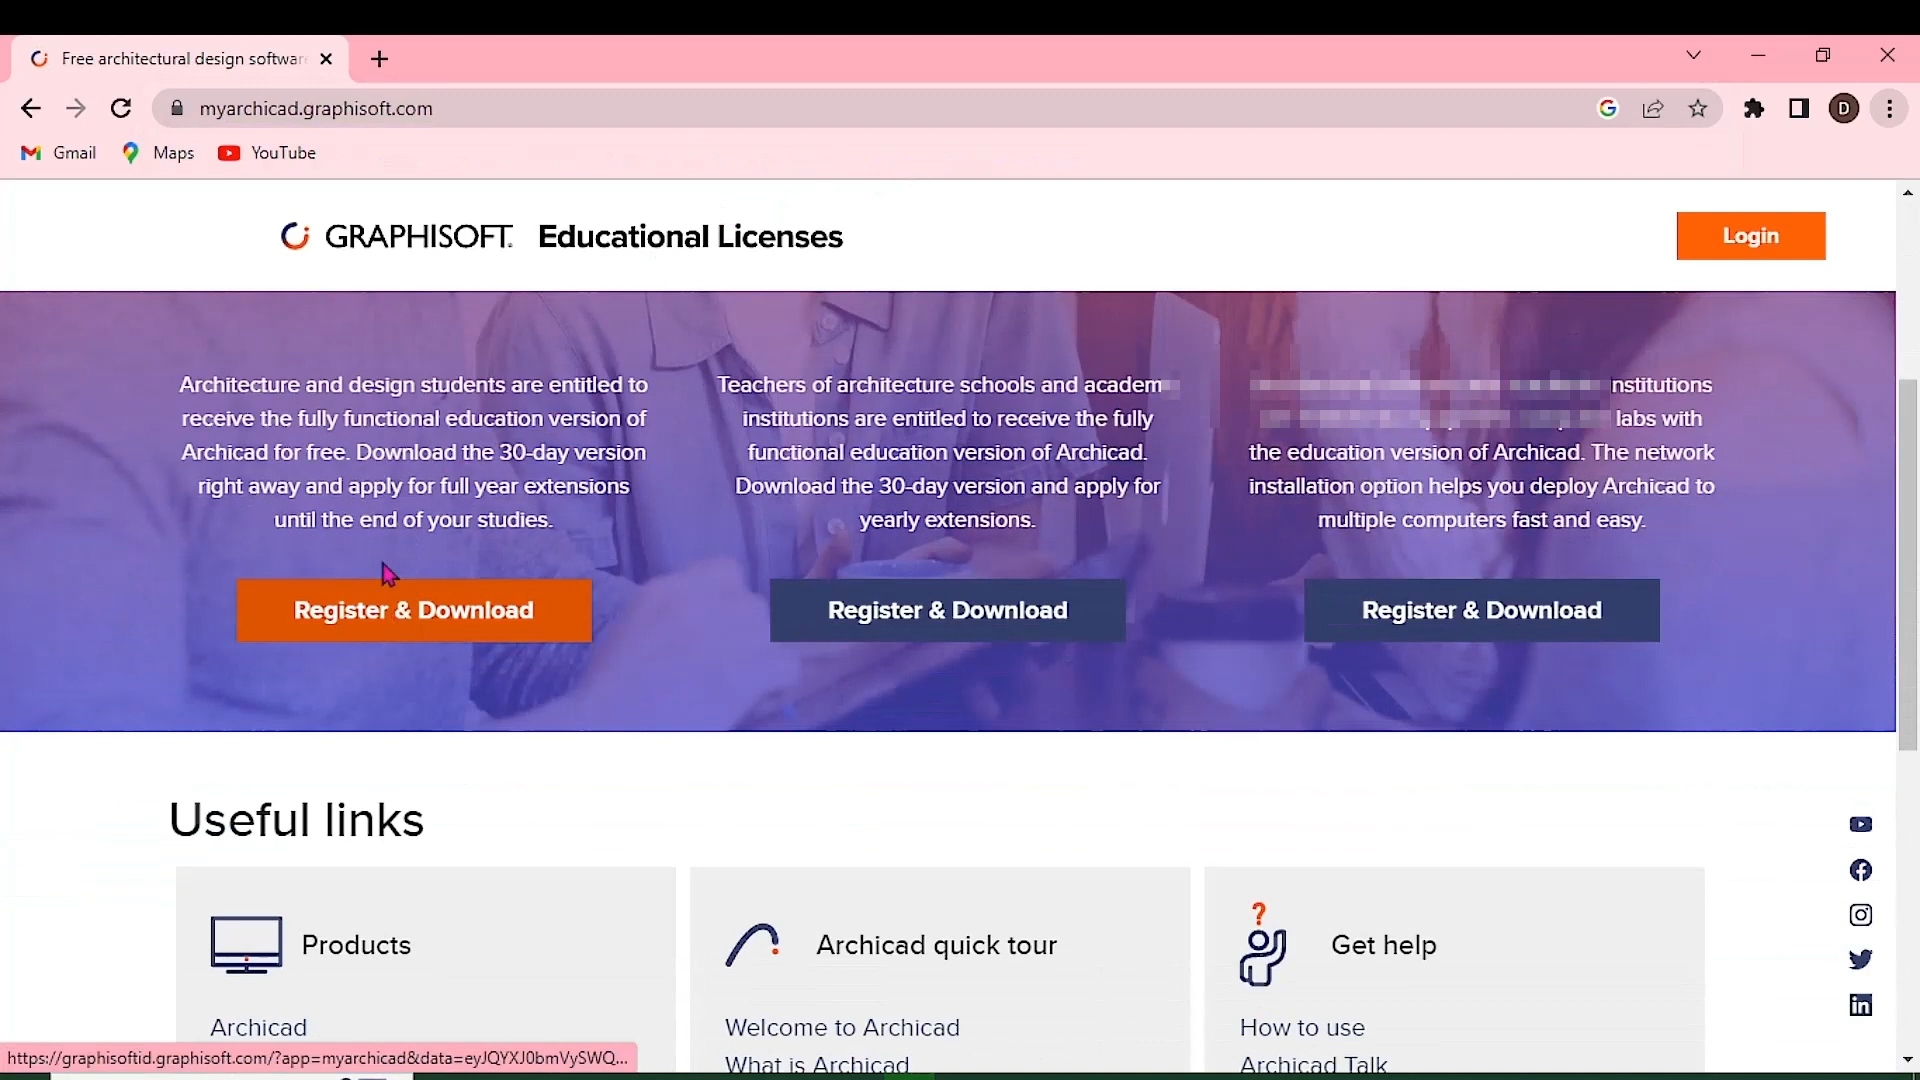 Free architectural design softwar
myarchicad.graphisoft.com
D
Gmail
Maps
YouTube
GRAPHISOFT. Educational Licenses
Login
Architecture and design students are entitled to
receive the fully functional education version of
Archicad for free. Download the 30-day version
right away and apply for full year extensions
until the end of your studies.
Register & Download
Teachers of architecture schools and academ
institutions are entitled to receive the fully
functional education version of Archicad.
Download the 30-day version and apply for
yearly extensions.
Register & Download
nstitutions
labs with
the education version of Archicad. The network
installation option helps you deploy Archicad to
multiple computers fast and easy.
Register & Download
Useful links
Products
Archicad
Archicad quick tour
Welcome to Archicad
What is Archicad
Get help
How to use
Archicad Talk
https://graphisoftid.graphisoft.com/?app=myarchicad&data=eyJQYXJ0bmVySWQ...